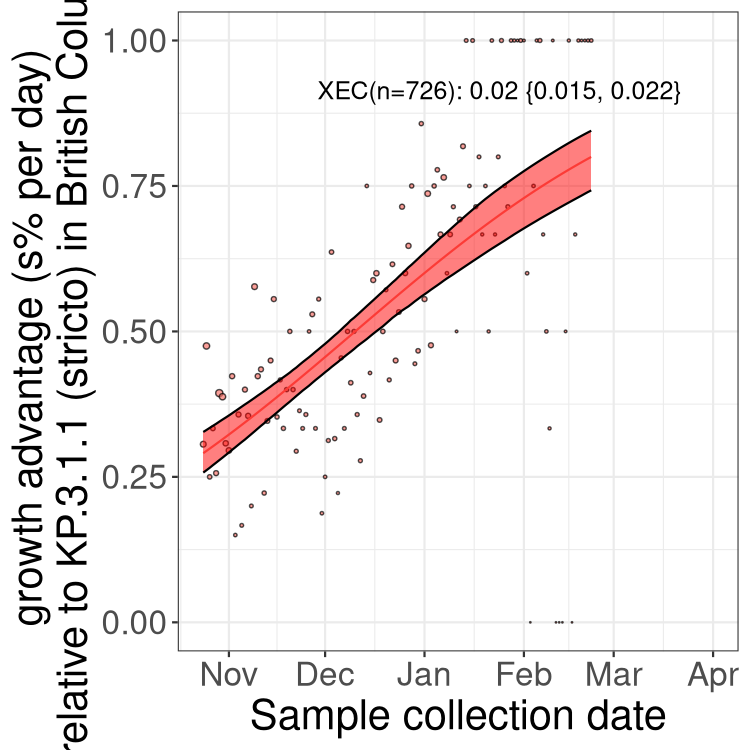 growth advantage (s% per day)
relative to KP.3.1.1 (stricto) in British Colu
1.00
0.75
0.50
0.25
0.00
XEC(n=726): 0.02 {0.015, 0.022}
Nov Dec Jan Feb Mar Apr
Sample collection date